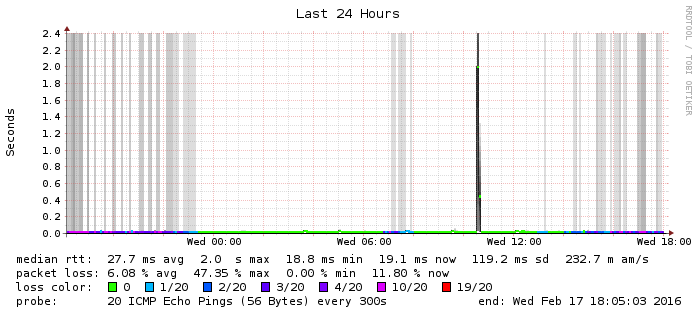 Last 24 Hours
RRDTOOL / TOBI OETIKER
Seconds
2.4
2.2
2.0
1.8
1.6
1.4
1.2
1.0
0.8
0.6
0.4
0.2
0.0
Wed 00:00 Wed 06:00 Wed 12:00 Wed 18:00
median rtt: 27.7 ms avg 2.0 s max 18.8 ms min 19.1 ms now 119.2 ms sd 232.7 m am/s
packet loss: 6.08 % avg 47.35 % max 0.00 % min 11.80 % now
loss color: 0 1/20 2/20 3/20 4/20 10/20 19/20
probe: 20 ICMP Echo Pings (56 Bytes) every 300s end: Wed Feb 17 18:05:03 2016